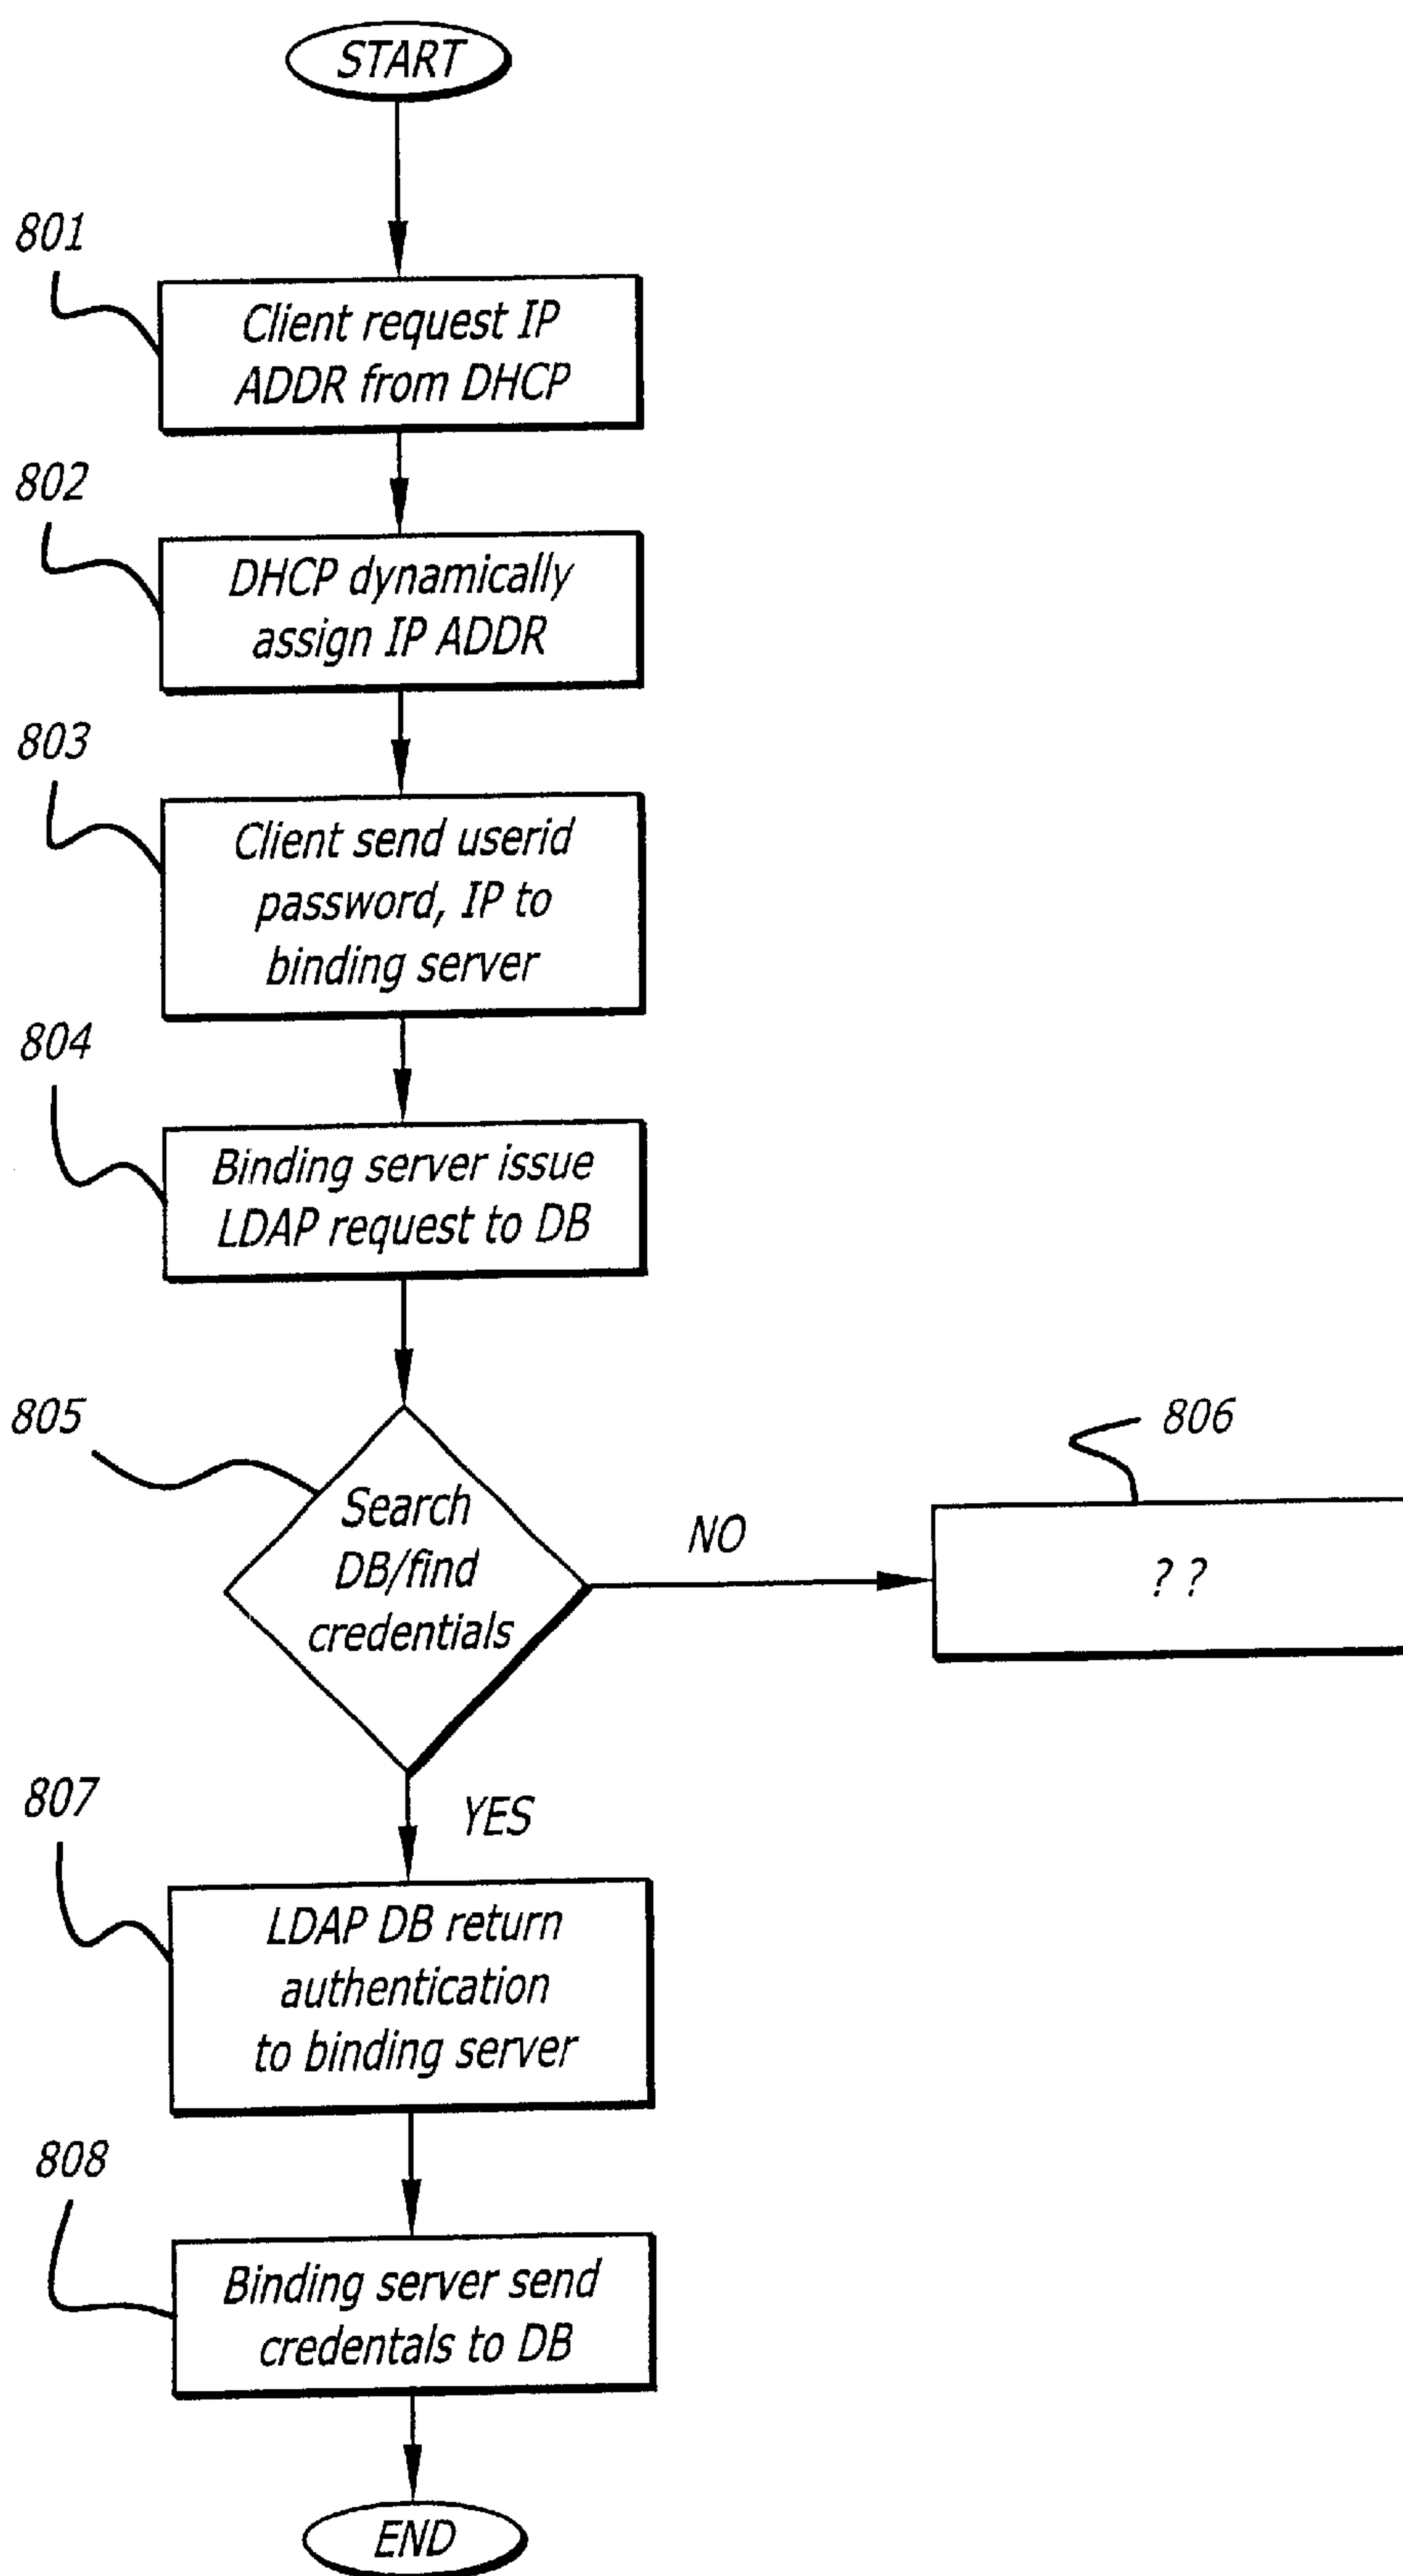 START
801
Client request IP
ADDR from DHCP
802
DHCP dynamically
assign IP ADDR
803
Client send userid
password, IP to
binding server
804
Binding server issue
LDAP request to DB
805
Search
DB/find
credentials
NO
806
? ?
YES
807
LDAP DB return
authentication
to binding server
808
Binding server send
credentals to DB
END